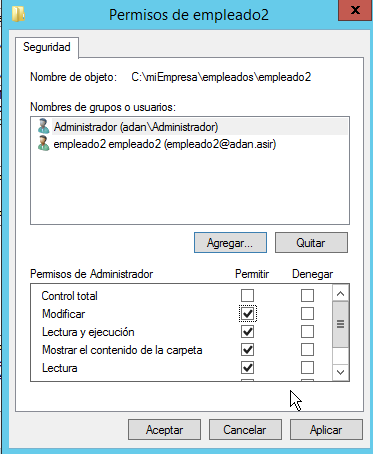 Permisos de empleado2
x
Seguridad
Nombre de objeto: C:\miEmpresa\empleados\empleado2
Nombres de grupos o usuarios:
Administrador (adan\Administrador)
empleado2 empleado2 (empleado2@adan.asir)
Agregar... Quitar
Permisos de Administrador Permitir Denegar
Control total
Modificar
Lectura y ejecución
Mostrar el contenido de la carpeta
Lectura
Aceptar Cancelar Aplicar